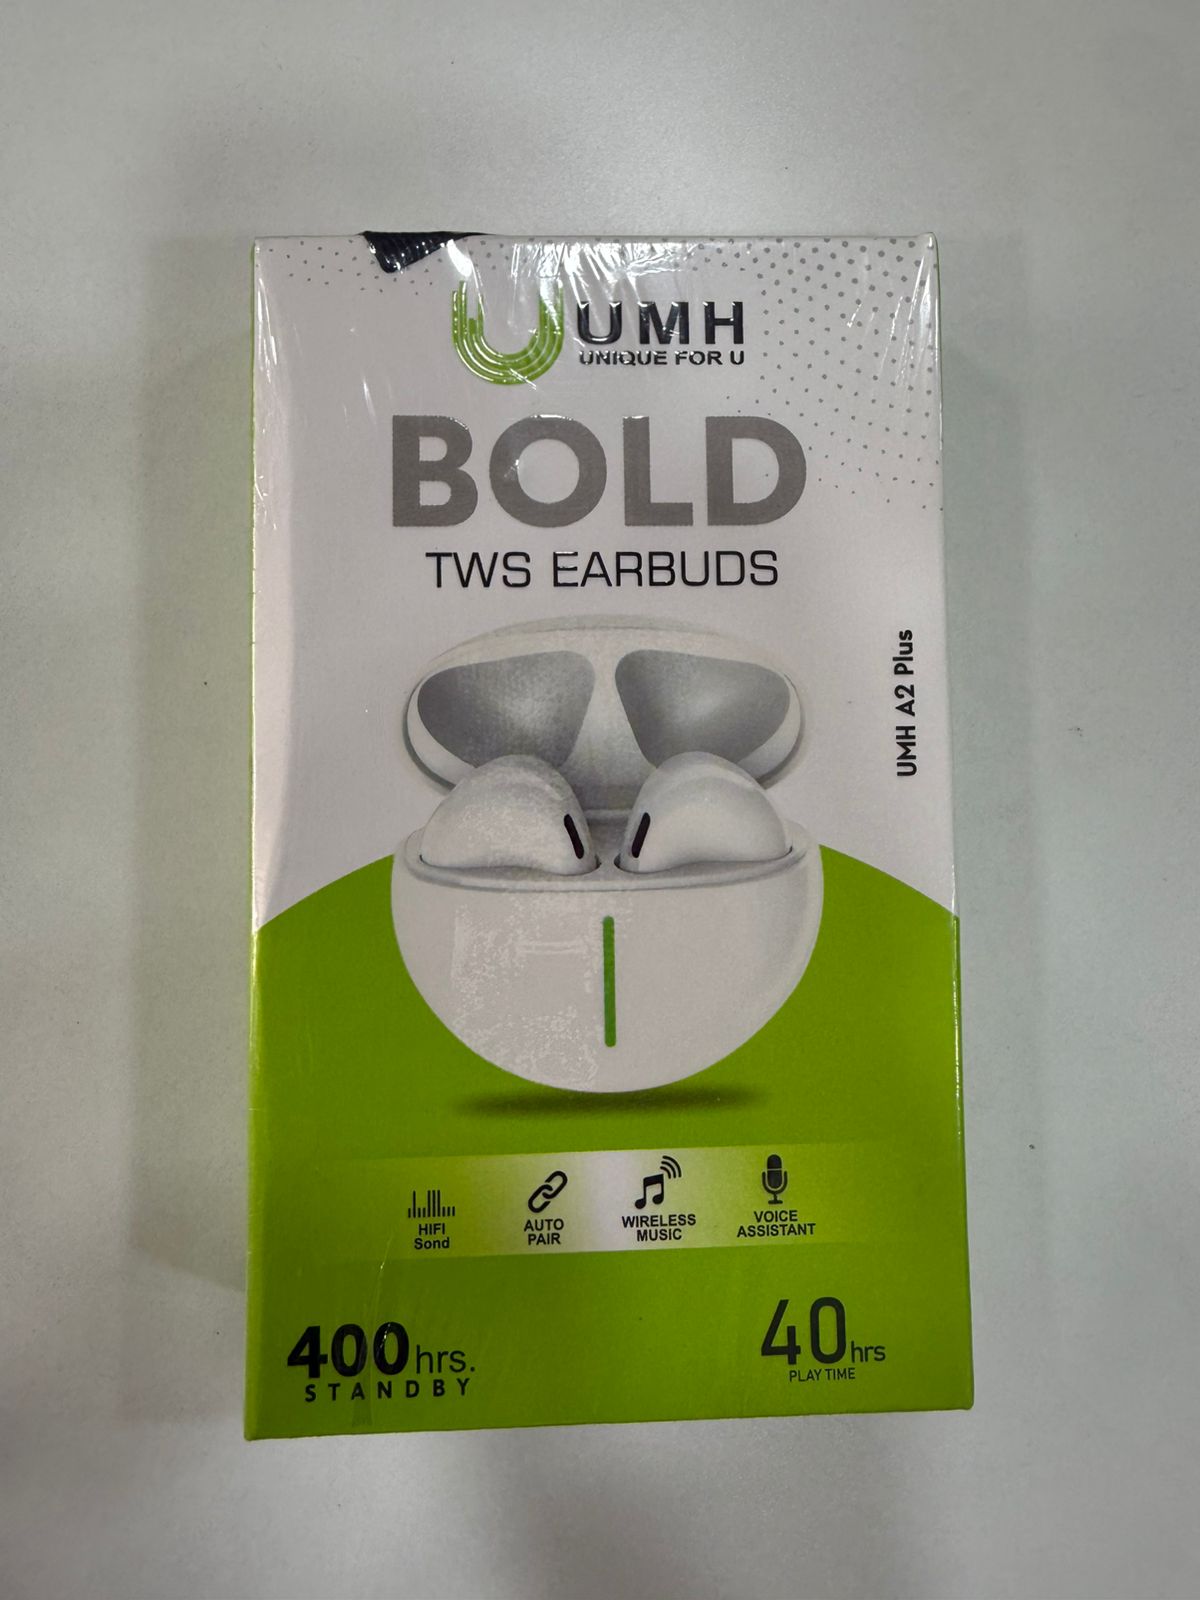 UMH
UNIQUE FOR U
BOLD
TWS EARBUDS
UMH A2 Plus
HIFI
Sond
AUTO
PAIR
WIRELESS
MUSIC
VOICE
ASSISTANT
400hrs.
STANDBY
40hrs
PLAY TIME